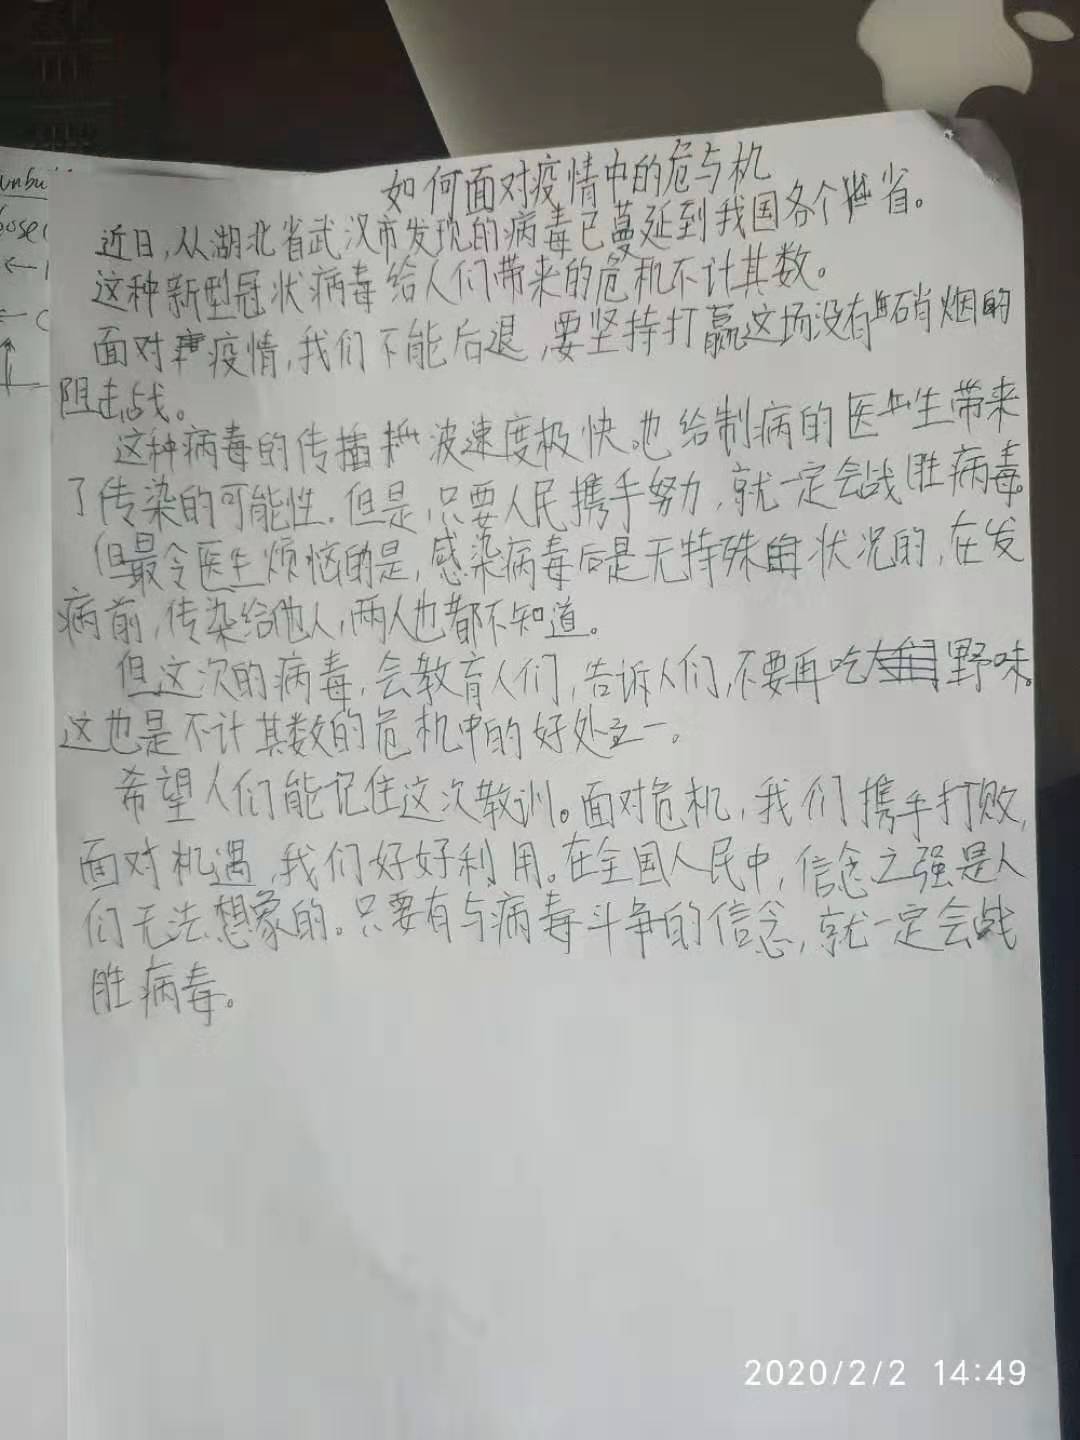 如何面对疫情中的危与机
近日,从湖北省武汉市发现的病毒已蔓延到我国各个省。
这种新型冠状病毒给人们带来的危机不计其数。
面对疫情,我们不能后退,要坚持打赢这场没有硝烟的
阻击战。
这种病毒的传播速度极快。也给制病的医生带来
了传染的可能性。但是,只要人民携手努力,就一定会战胜病毒。
但最令医生烦恼的是,感染病毒后是无特殊状况的,在发
病前,传染给他人,两人也都不知道。
但这次的病毒,会教育人们,告诉人们,不要再吃野味。
这也是不计其数的危机中的好处之一。
希望人们能记住这次教训。面对危机,我们携手打败,
面对机遇,我们好好利用。在全国人民中,信念之强是人
们无法想象的。只要有与病毒斗争的信念,就一定会战
胜病毒。
2020/2/2 14:49